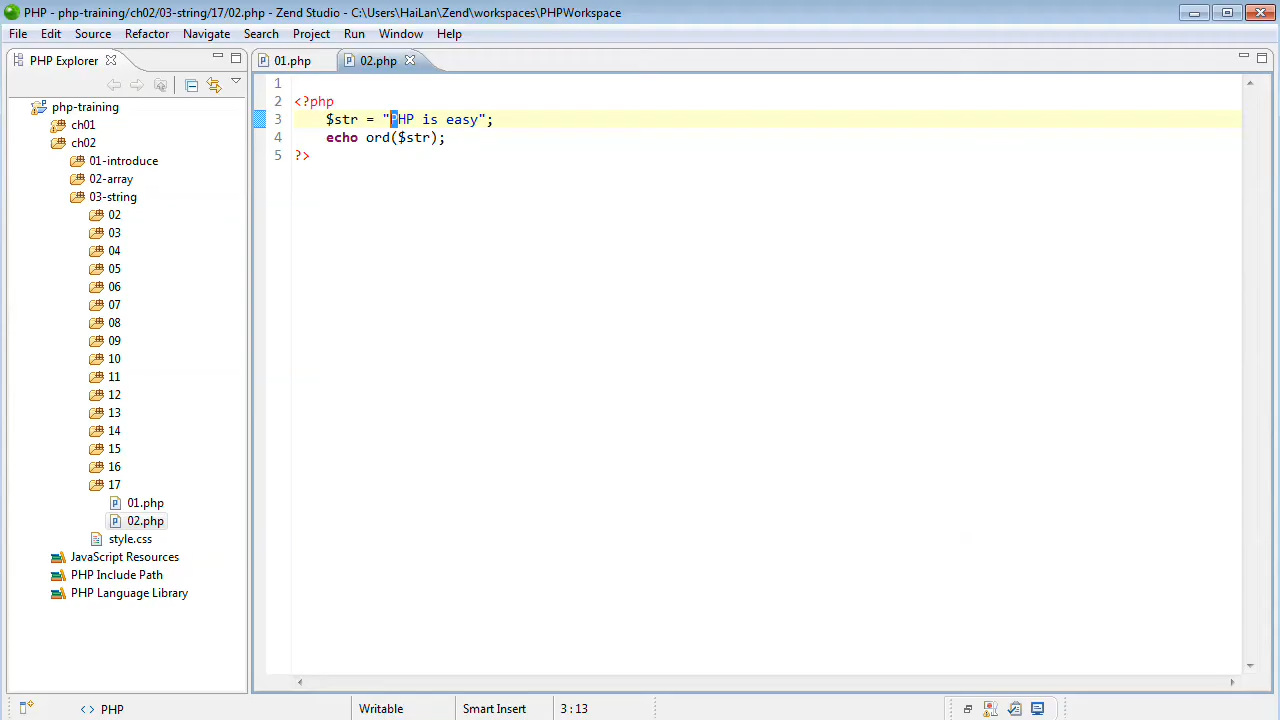 PHP - php-training/ch02/03-string/17/02.php - Zend Studio - C:\Users\HaiLan\Zend\workspaces\PHPWorkspace
File Edit Source Refactor Navigate Search Project Run Window Help
PHP Explorer
php-training
ch01
ch02
01-introduce
02-array
03-string
02
03
04
05
06
07
08
09
10
11
12
13
14
15
16
17
01.php
02.php
style.css
JavaScript Resources
PHP Include Path
PHP Language Library
01.php 02.php
1
2 <?php
3 $str = "PHP is easy";
4 echo ord($str);
5 ?>
<> PHP Writable Smart Insert 3 : 13